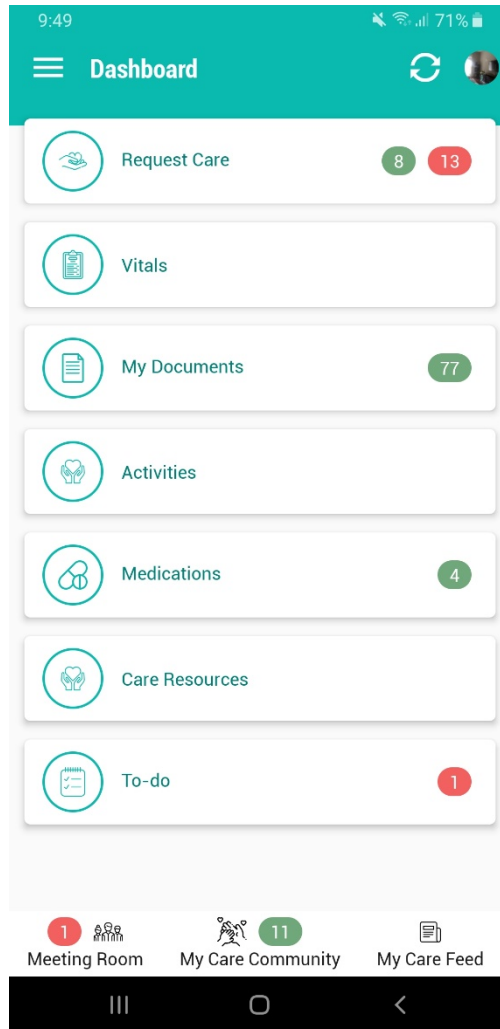 9:49 71%
Dashboard
Request Care 8 13
Vitals
My Documents 77
Activities
Medications 4
Care Resources
To-do 1
1 11
Meeting Room My Care Community My Care Feed